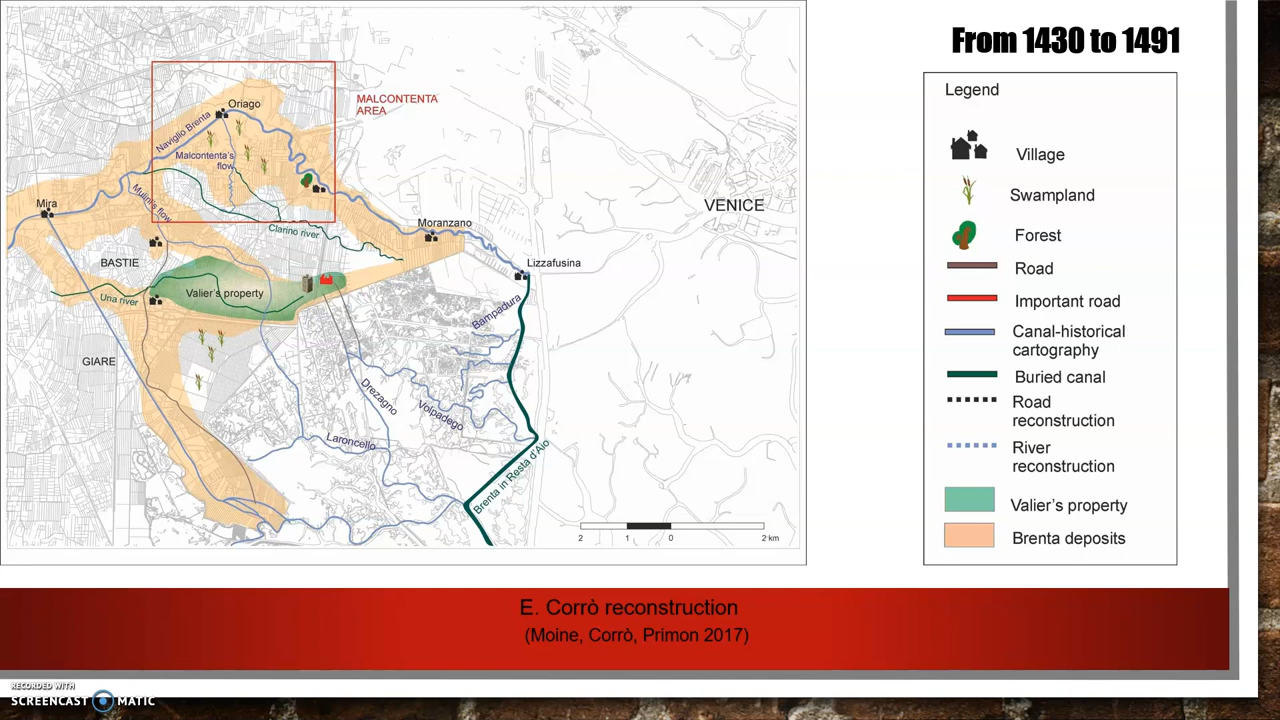 From 1430 to 1491
Oriago
MALCONTENTA
AREA
Naviglio Brenta
Malcontenta's
flow
Mulini's flow
Mira
Clarino river
Moranzano
VENICE
BASTIE
Lizzafusina
Una river
Valier's property
Bampadura
GIARE
Drezagno
Volpadego
Laroncello
Brenta in Resta d'Aio
2 1 0 2 km
Legend
Village
Swampland
Forest
Road
Important road
Canal-historical
cartography
Buried canal
Road
reconstruction
River
reconstruction
Valier's property
Brenta deposits
E. Corrò reconstruction
(Moine, Corrò, Primon 2017)
RECORDED WITH
SCREENCAST MATIC